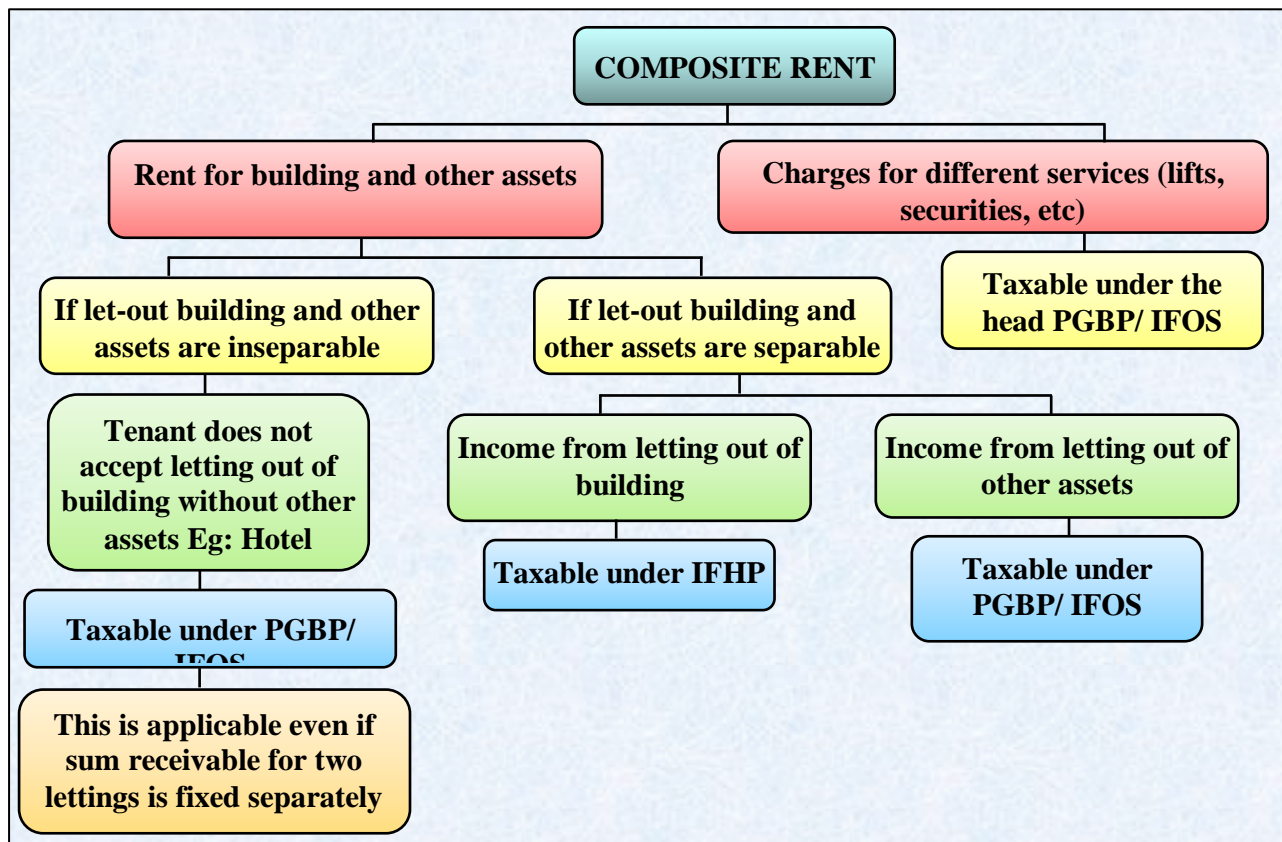 COMPOSITE RENT
Rent for building and other assets
Charges for different services (lifts,
securities, etc)
If let-out building and other
assets are inseparable
If let-out building and
other assets are separable
Taxable under the
head PGBP/ IFOS
Tenant does not
accept letting out of
building without other
assets Eg: Hotel
Income from letting out of
building
Income from letting out of
other assets
Taxable under PGBP/
IFOS
Taxable under IFHP
Taxable under
PGBP/ IFOS
This is applicable even if
sum receivable for two
lettings is fixed separately